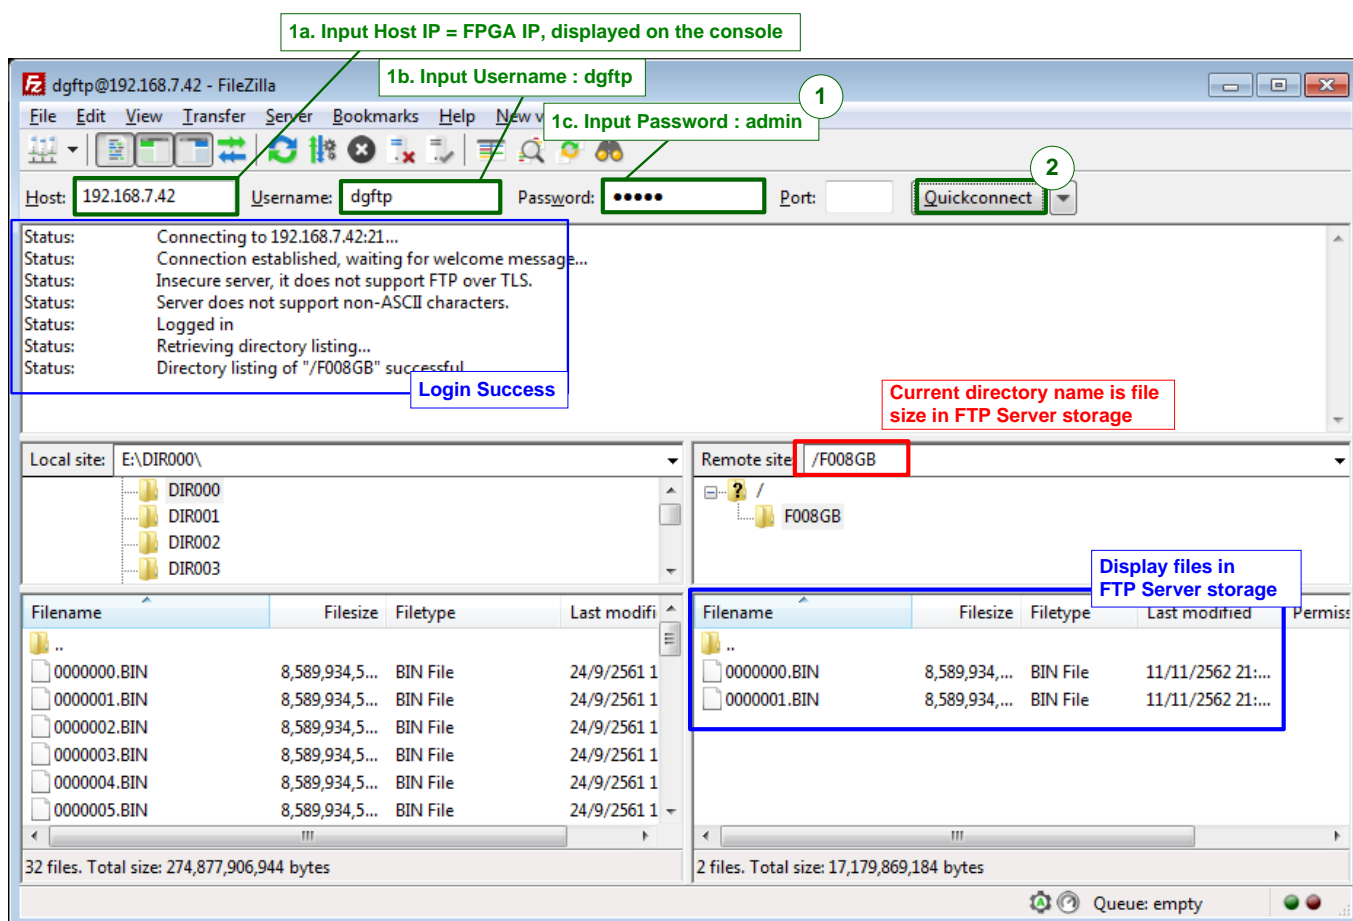 1a. Input Host IP = FPGA IP, displayed on the console
dgftp@192.168.7.42 - FileZilla
1b. Input Username : dgftp
1
File Edit View Transfer Server Bookmarks Help New v
1c. Input Password : admin
2
Host: 192.168.7.42 Username: dgftp Password: ●●●●● Port: Quickconnect
Status: Connecting to 192.168.7.42:21...
Status: Connection established, waiting for welcome message...
Status: Insecure server, it does not support FTP over TLS.
Status: Server does not support non-ASCII characters.
Status: Logged in
Status: Retrieving directory listing...
Status: Directory listing of "/F008GB" successful
Login Success
Current directory name is file
size in FTP Server storage
Local site: E:\DIR000\
DIR000
DIR001
DIR002
DIR003
Remote site /F008GB
/
F008GB
Display files in
FTP Server storage
Filename Filesize Filetype Last modifi
..
0000000.BIN 8,589,934,5... BIN File 24/9/2561 1
0000001.BIN 8,589,934,5... BIN File 24/9/2561 1
0000002.BIN 8,589,934,5... BIN File 24/9/2561 1
0000003.BIN 8,589,934,5... BIN File 24/9/2561 1
0000004.BIN 8,589,934,5... BIN File 24/9/2561 1
0000005.BIN 8,589,934,5... BIN File 24/9/2561 1
32 files. Total size: 274,877,906,944 bytes
Filename Filesize Filetype Last modified Permiss
..
0000000.BIN 8,589,934,... BIN File 11/11/2562 21:...
0000001.BIN 8,589,934,... BIN File 11/11/2562 21:...
2 files. Total size: 17,179,869,184 bytes
Queue: empty